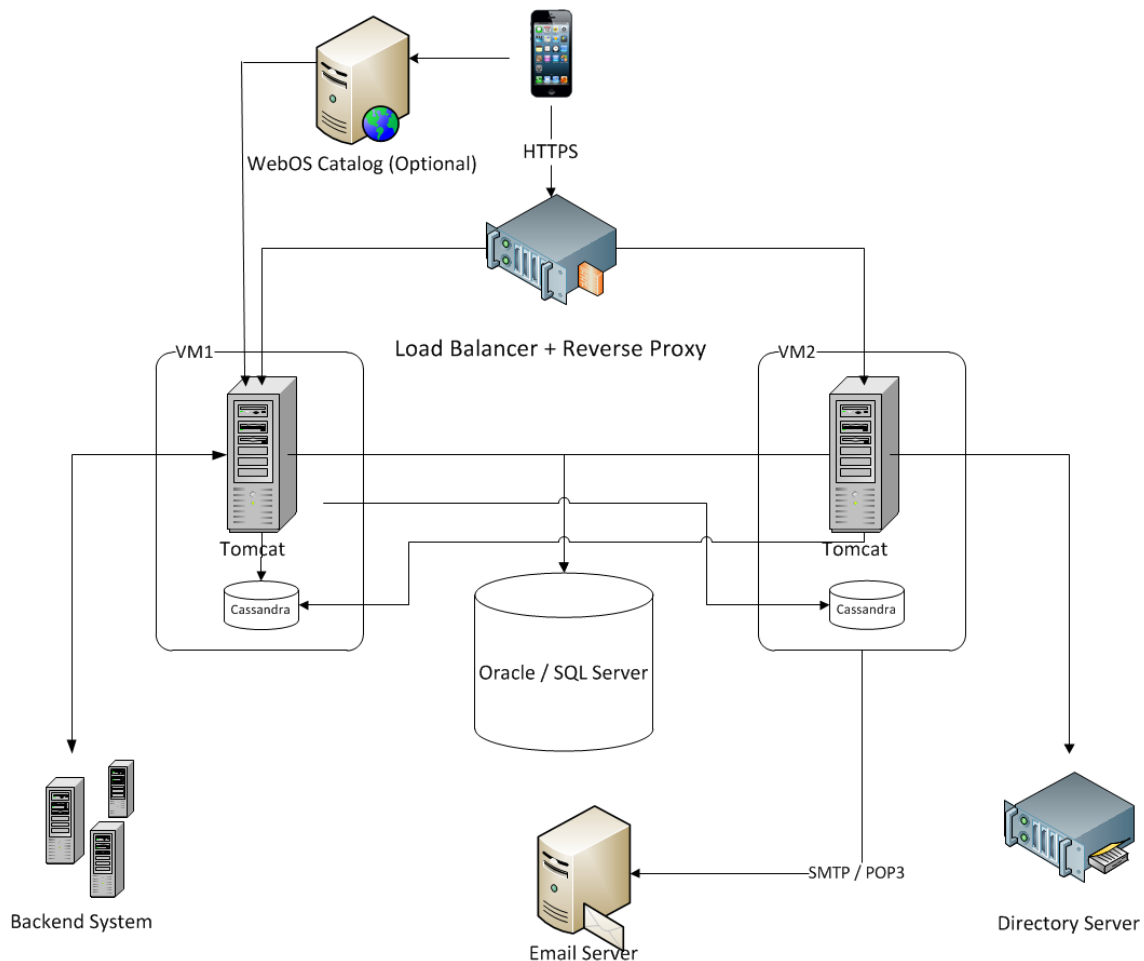 WebOS Catalog (Optional)
HTTPS
Load Balancer + Reverse Proxy
VM1
VM2
Tomcat
Tomcat
Cassandra
Cassandra
Oracle / SQL Server
SMTP / POP3
Backend System
Email Server
Directory Server